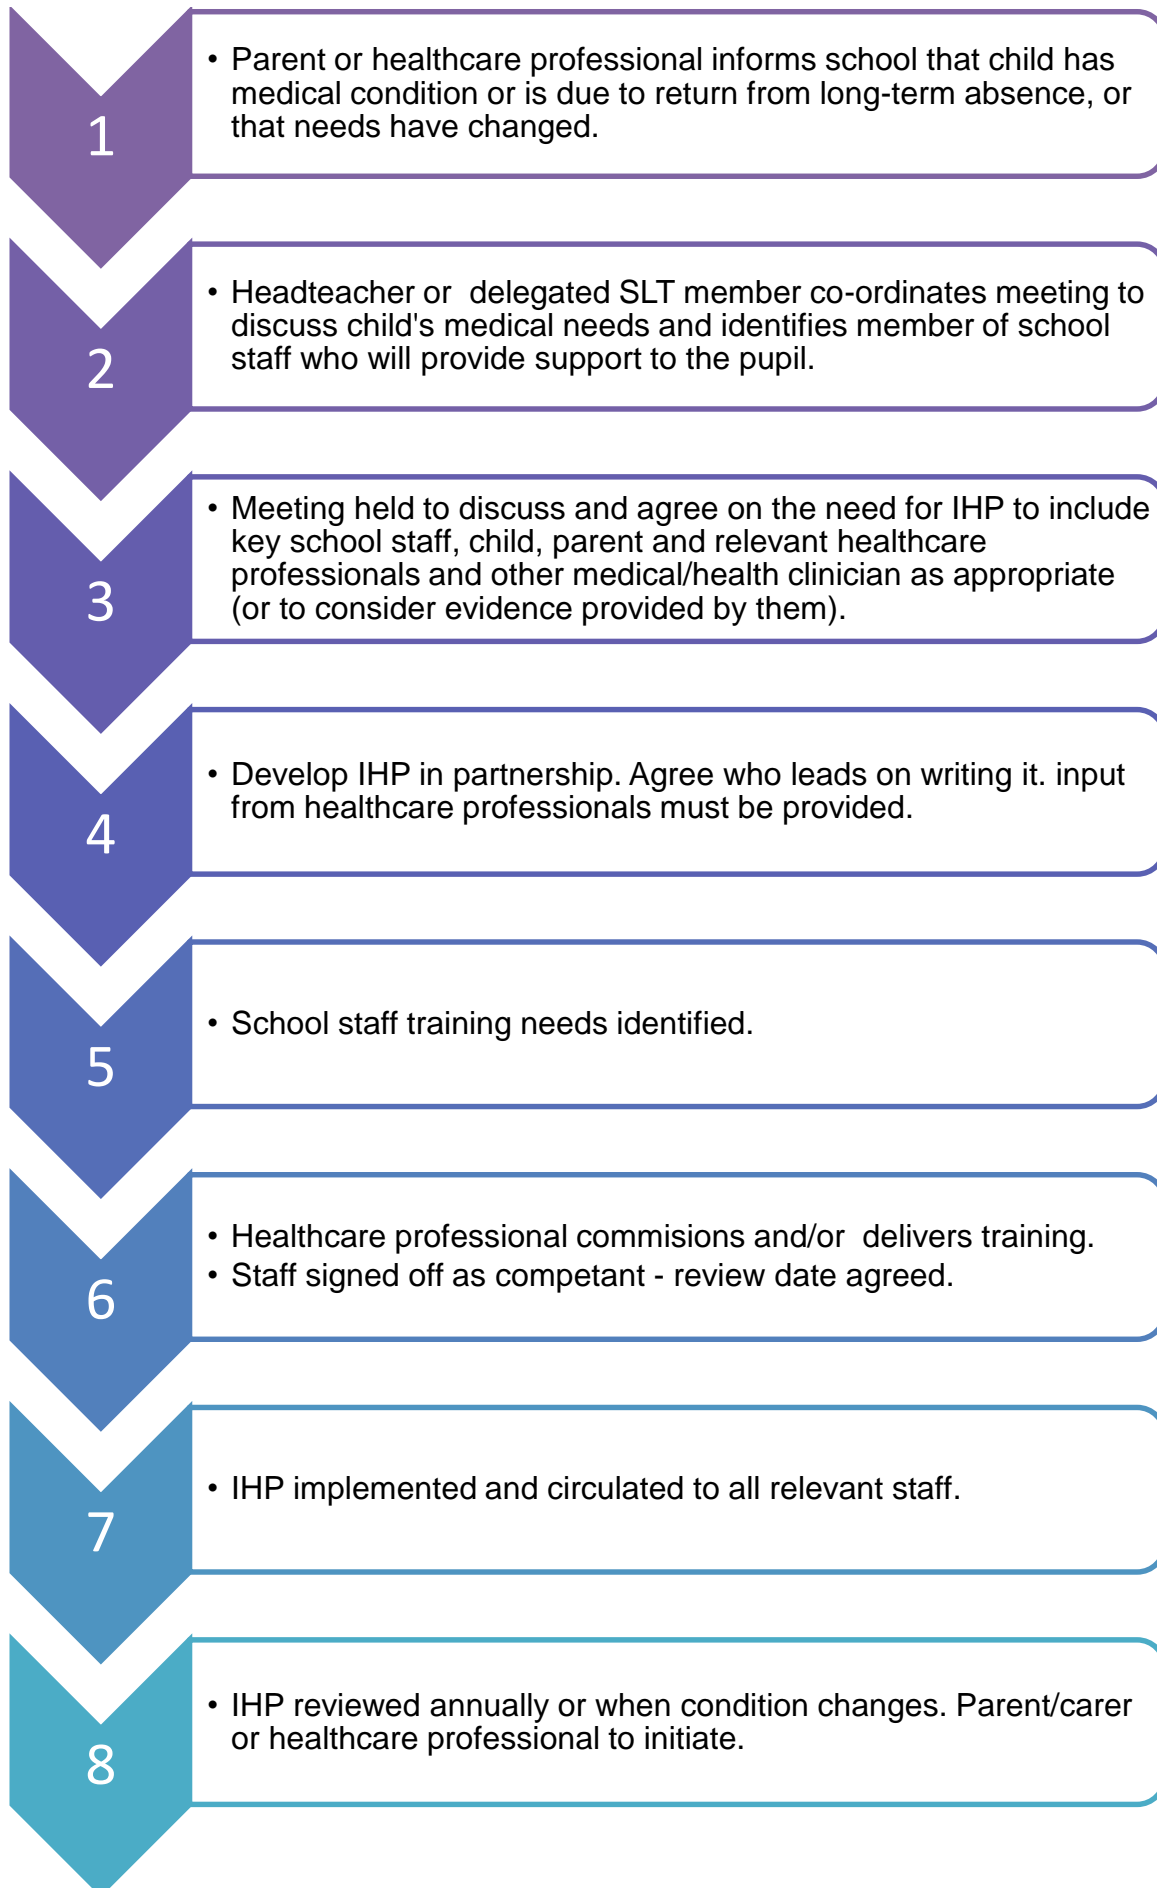 1
• Parent or healthcare professional informs school that child has
medical condition or is due to return from long-term absence, or
that needs have changed.
2
• Headteacher or  delegated SLT member co-ordinates meeting to
discuss child's medical needs and identifies member of school
staff who will provide support to the pupil.
3
• Meeting held to discuss and agree on the need for IHP to include
key school staff, child, parent and relevant healthcare
professionals and other medical/health clinician as appropriate
(or to consider evidence provided by them).
4
• Develop IHP in partnership. Agree who leads on writing it. input
from healthcare professionals must be provided.
5
• School staff training needs identified.
6
• Healthcare professional commisions and/or  delivers training.
• Staff signed off as competant - review date agreed.
7
• IHP implemented and circulated to all relevant staff.
8
• IHP reviewed annually or when condition changes. Parent/carer
or healthcare professional to initiate.